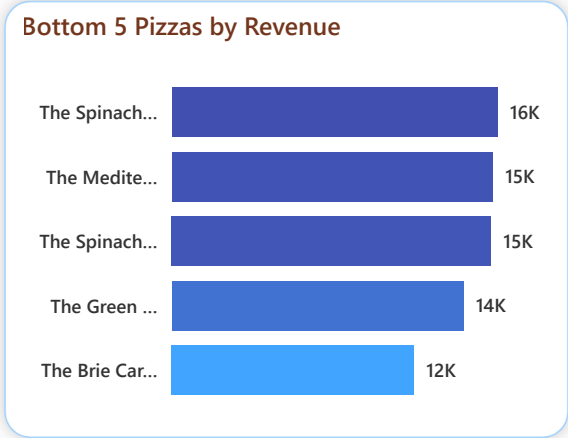 Bottom 5 Pizzas by Revenue
The Spinach... 16K
The Medite... 15K
The Spinach... 15K
The Green ... 14K
The Brie Car... 12K